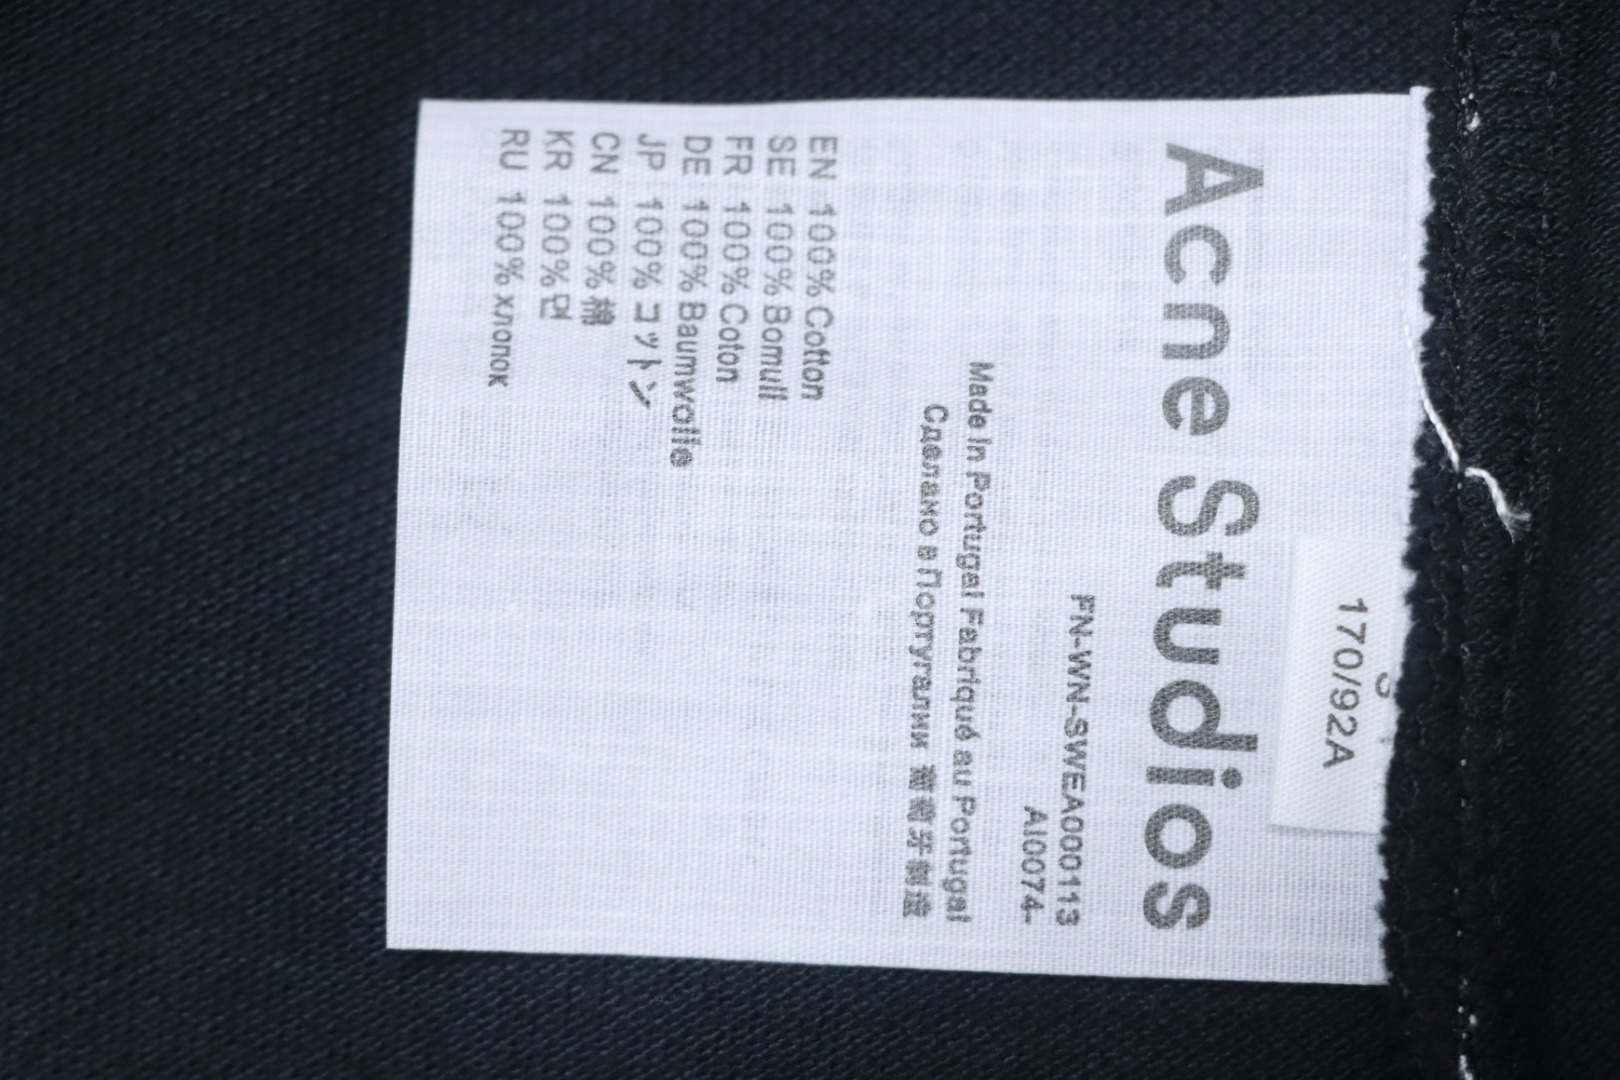 170/92A
Acne Studios
FN-WN-SWEA000113
AI0074-
Made in Portugal Fabriqué au Portugal
Сделано в Португалии 葡萄牙制造
EN 100% Cotton
SE 100% Bomull
FR 100% Coton
DE 100% Baumwolle
JP 100% コットン
CN 100% 棉
KR 100% 면
RU 100% хлопок